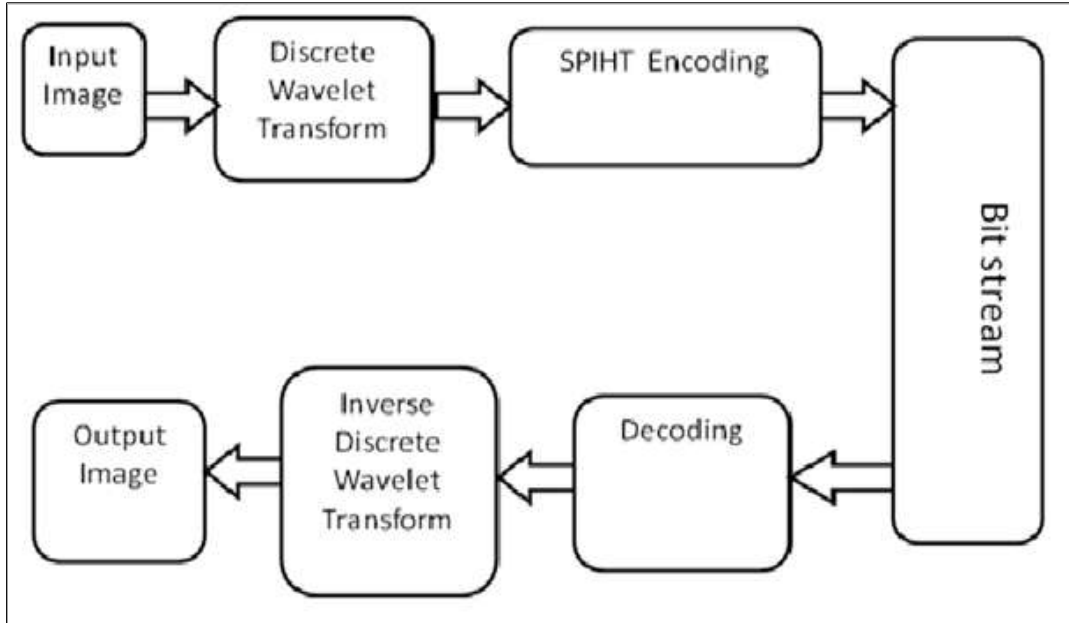 Input
Image
Discrete
Wavelet
Transform
SPIHT Encoding
Bit stream
Decoding
Inverse
Discrete
Wavelet
Transform
Output
Image